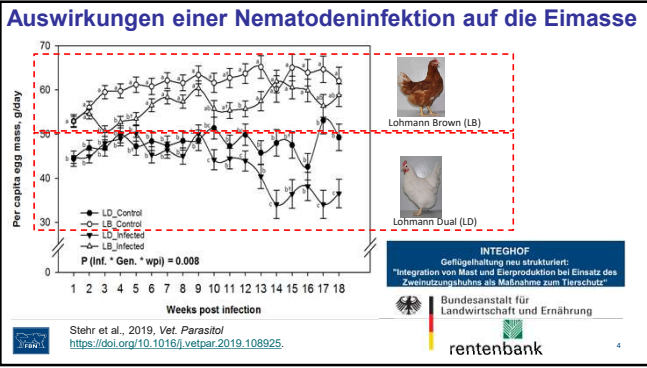 Auswirkungen einer Nematodeninfektion auf die Eimasse
Per capita egg mass, g/day
70
60
50
40
30
0
LD_Control
LB_Control
LD_Infected
LB_Infected
P (Inf. * Gen. * wpi) = 0.008
1 2 3 4 5 6 7 8 9 10 11 12 13 14 15 16 17 18
Weeks post infection
Lohmann Brown (LB)
Lohmann Dual (LD)
INTEGHOF
Geflügelhaltung neu strukturiert:
"Integration von Mast und Eierproduktion bei Einsatz des
Zweinutzungshuhns als Maßnahme zum Tierschutz"
Bundesanstalt für
Landwirtschaft und Ernährung
rentenbank
FBN
Stehr et al., 2019, Vet. Parasitol
https://doi.org/10.1016/j.vetpar.2019.108925.
4